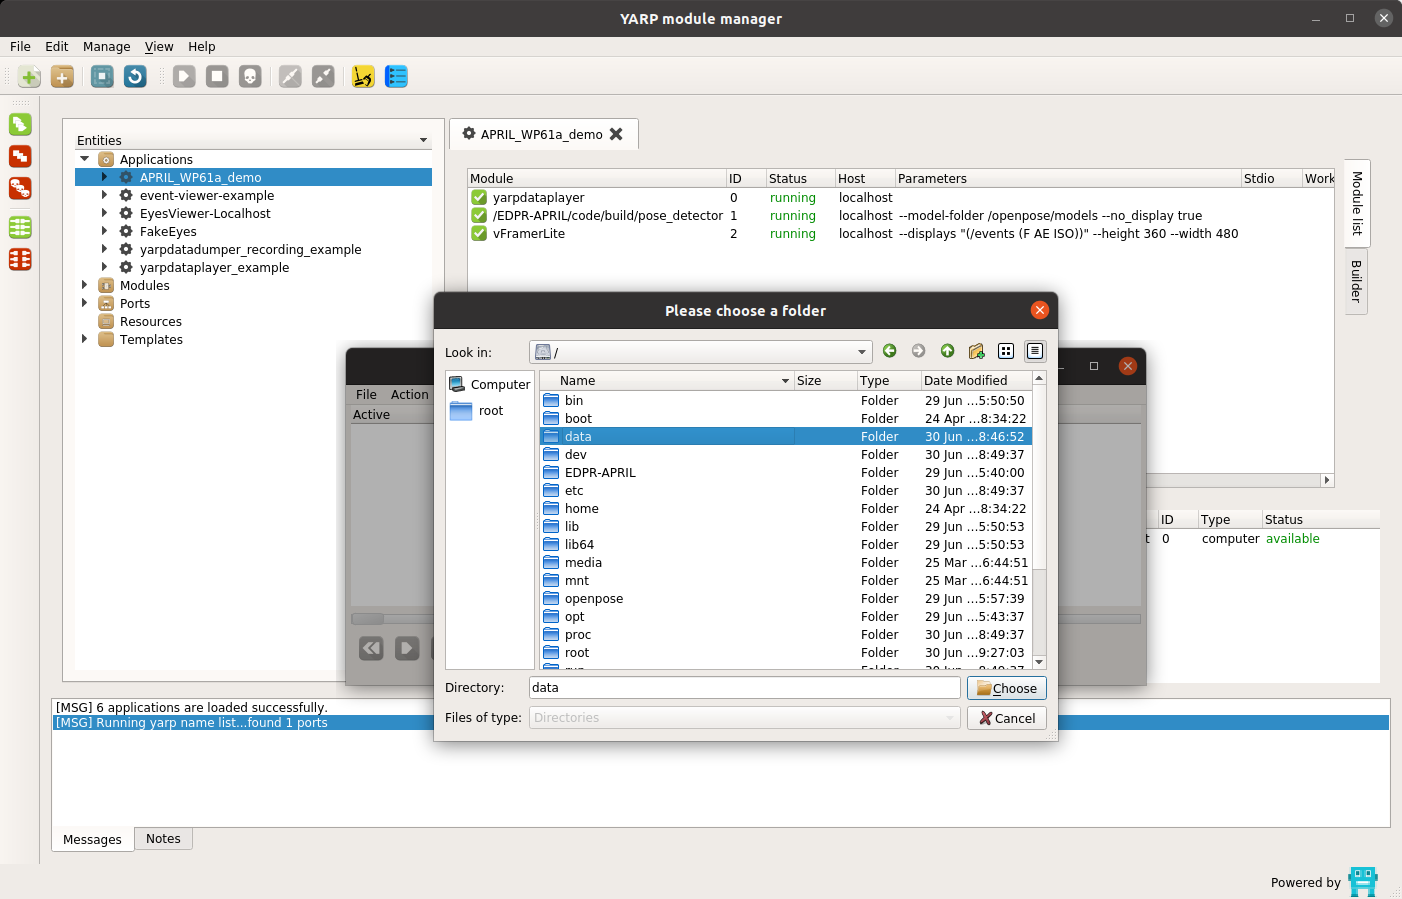 YARP module manager
File Edit Manage View Help
Entities
Applications
APRIL_WP61a_demo
event-viewer-example
EyesViewer-Localhost
FakeEyes
yarpdatadumper_recording_example
yarpdataplayer_example
Modules
Ports
Resources
Templates
APRIL_WP61a_demo
Module ID Status Host Parameters Stdio Work
yarpdataplayer 0 running localhost
/EDPR-APRIL/code/build/pose_detector 1 running localhost --model-folder /openpose/models --no_display true
vFramerLite 2 running localhost --displays "(/events (F AE ISO))" --height 360 --width 480
Module list
Builder
File Action
Active
Please choose a folder
Look in: /
Computer
root
Name Size Type Date Modified
bin Folder 29 Jun ...5:50:50
boot Folder 24 Apr ...8:34:22
data Folder 30 Jun ...8:46:52
dev Folder 30 Jun ...8:49:37
EDPR-APRIL Folder 29 Jun ...5:40:00
etc Folder 30 Jun ...8:49:37
home Folder 24 Apr ...8:34:22
lib Folder 29 Jun ...5:50:53
lib64 Folder 29 Jun ...5:50:53
media Folder 25 Mar ...6:44:51
mnt Folder 25 Mar ...6:44:51
openpose Folder 29 Jun ...5:57:39
opt Folder 29 Jun ...5:43:37
proc Folder 30 Jun ...8:49:37
root Folder 30 Jun ...9:27:03
Directory: data
Choose
Files of type: Directories
Cancel
ID Type Status
t 0 computer available
[MSG] 6 applications are loaded successfully.
[MSG] Running yarp name list...found 1 ports
Messages Notes
Powered by